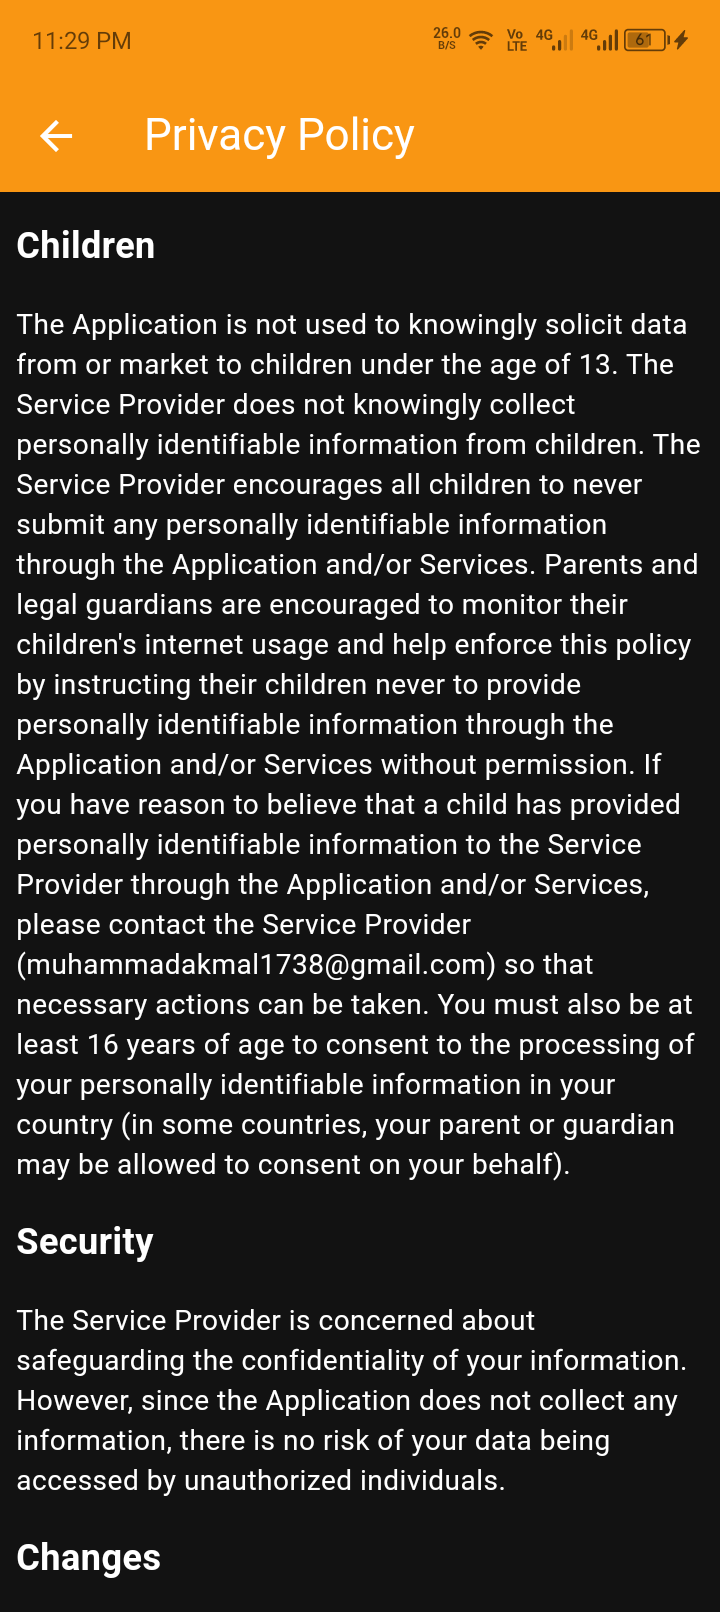 11:29 PM
26.0 B/S
Vo LTE
4G
4G
61
Privacy Policy
Children
The Application is not used to knowingly solicit data
from or market to children under the age of 13. The
Service Provider does not knowingly collect
personally identifiable information from children. The
Service Provider encourages all children to never
submit any personally identifiable information
through the Application and/or Services. Parents and
legal guardians are encouraged to monitor their
children's internet usage and help enforce this policy
by instructing their children never to provide
personally identifiable information through the
Application and/or Services without permission. If
you have reason to believe that a child has provided
personally identifiable information to the Service
Provider through the Application and/or Services,
please contact the Service Provider
(muhammadakmal1738@gmail.com) so that
necessary actions can be taken. You must also be at
least 16 years of age to consent to the processing of
your personally identifiable information in your
country (in some countries, your parent or guardian
may be allowed to consent on your behalf).
Security
The Service Provider is concerned about
safeguarding the confidentiality of your information.
However, since the Application does not collect any
information, there is no risk of your data being
accessed by unauthorized individuals.
Changes